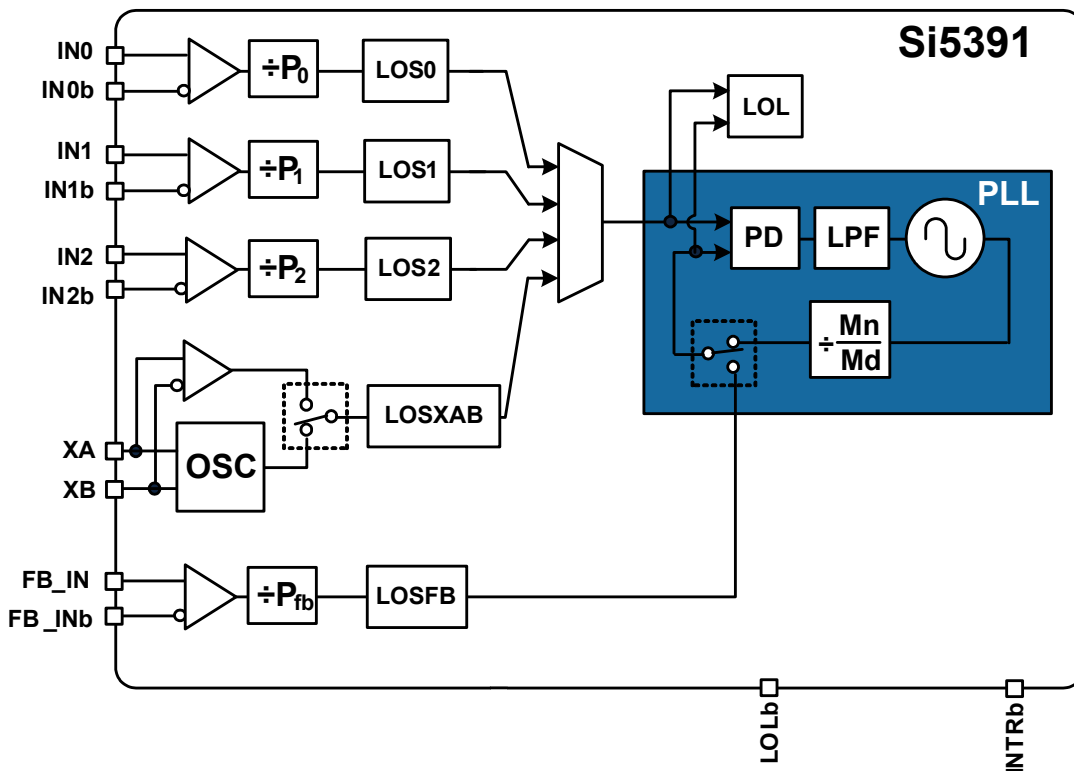 Si5391
IN0
IN0b
÷P0
LOS0
LOL
IN1
IN1b
÷P1
LOS1
PLL
PD
LPF
IN2
IN2b
÷P2
LOS2
÷ Mn
Md
XA
XB
OSC
LOSXAB
FB_IN
FB_INb
÷Pfb
LOSFB
LOLb
INTRb